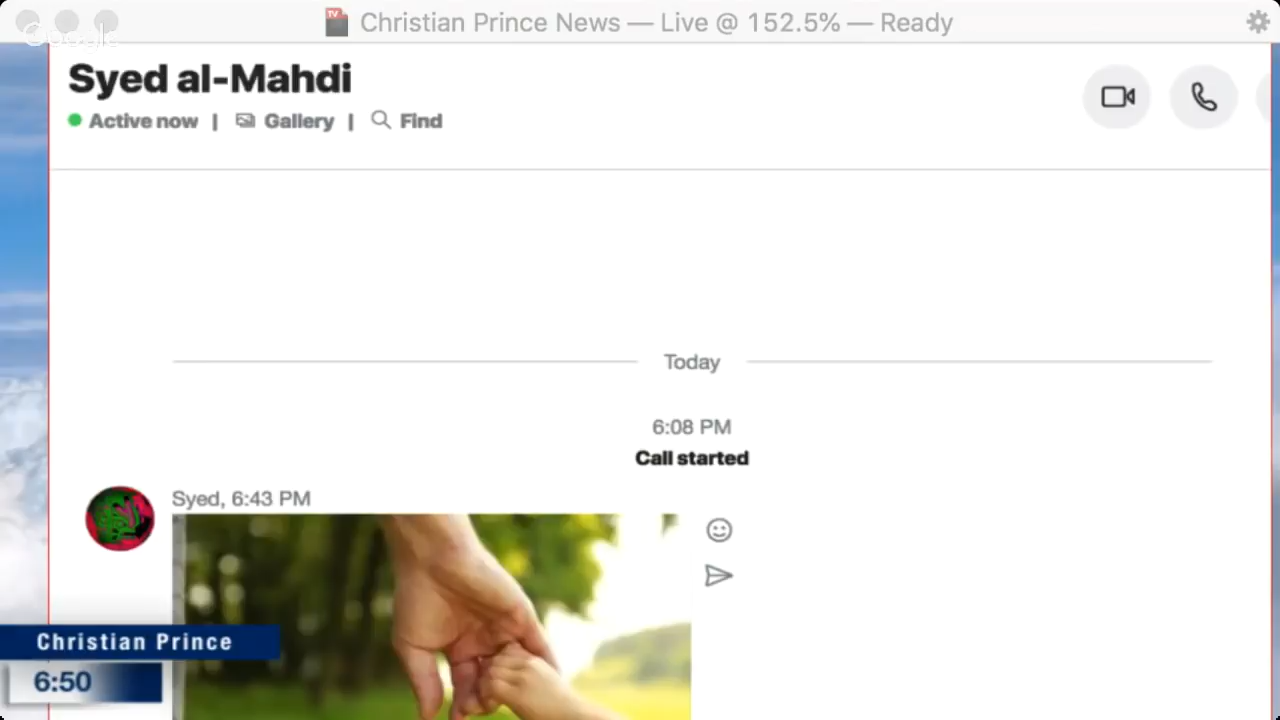 Christian Prince News — Live @ 152.5% — Ready
Google
Syed al-Mahdi
Active now | Gallery | Find
Today
6:08 PM
Call started
Syed, 6:43 PM
Christian Prince
6:50